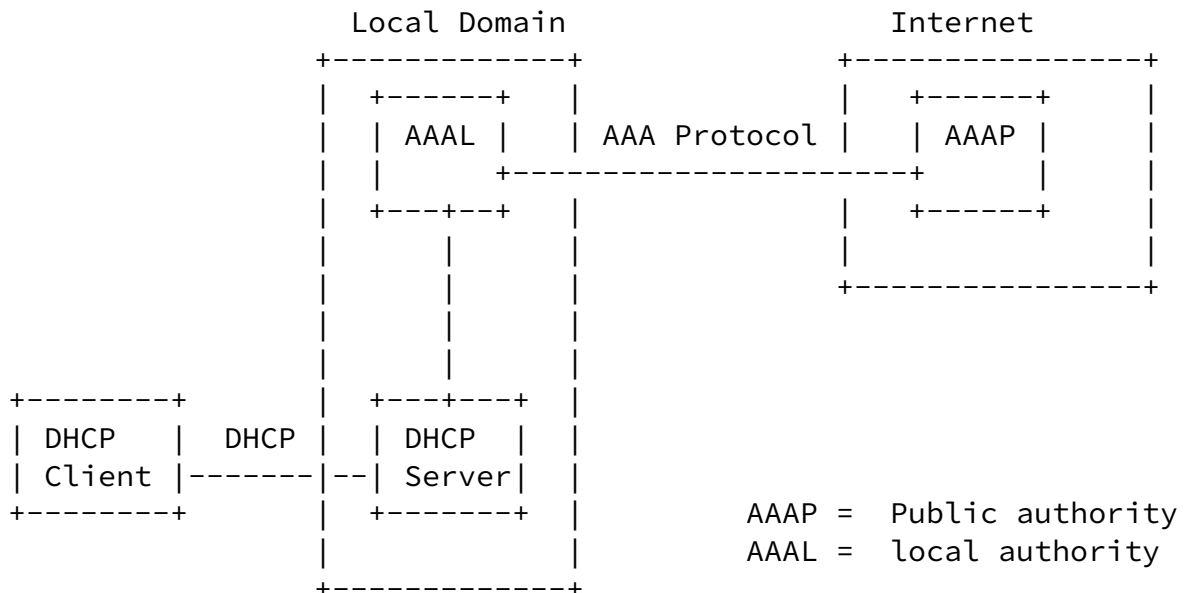 Local Domain Internet
AAAL AAA Protocol AAAP
DHCP DHCP DHCP
Client Server
AAAP = Public authority
AAAL = local authority